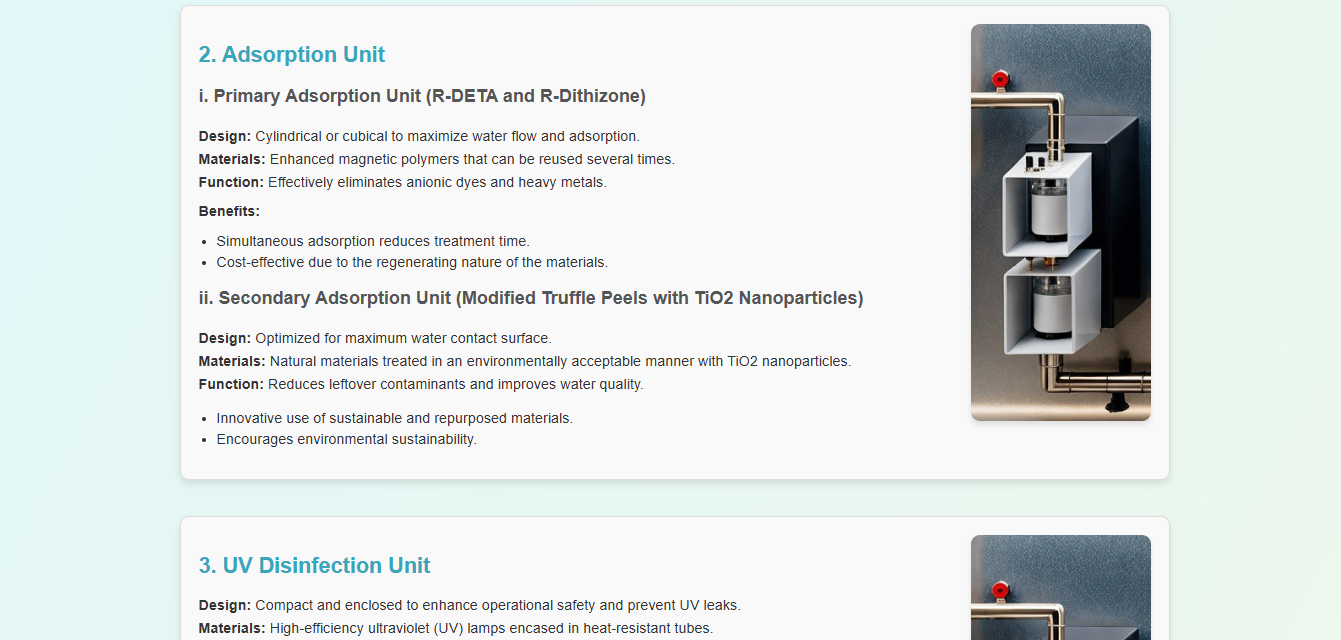 2. Adsorption Unit
i. Primary Adsorption Unit (R-DETA and R-Dithizone)
Design: Cylindrical or cubical to maximize water flow and adsorption.
Materials: Enhanced magnetic polymers that can be reused several times.
Function: Effectively eliminates anionic dyes and heavy metals.
Benefits:
• Simultaneous adsorption reduces treatment time.
• Cost-effective due to the regenerating nature of the materials.
ii. Secondary Adsorption Unit (Modified Truffle Peels with TiO2 Nanoparticles)
Design: Optimized for maximum water contact surface.
Materials: Natural materials treated in an environmentally acceptable manner with TiO2 nanoparticles.
Function: Reduces leftover contaminants and improves water quality.
• Innovative use of sustainable and repurposed materials.
• Encourages environmental sustainability.
3. UV Disinfection Unit
Design: Compact and enclosed to enhance operational safety and prevent UV leaks.
Materials: High-efficiency ultraviolet (UV) lamps encased in heat-resistant tubes.